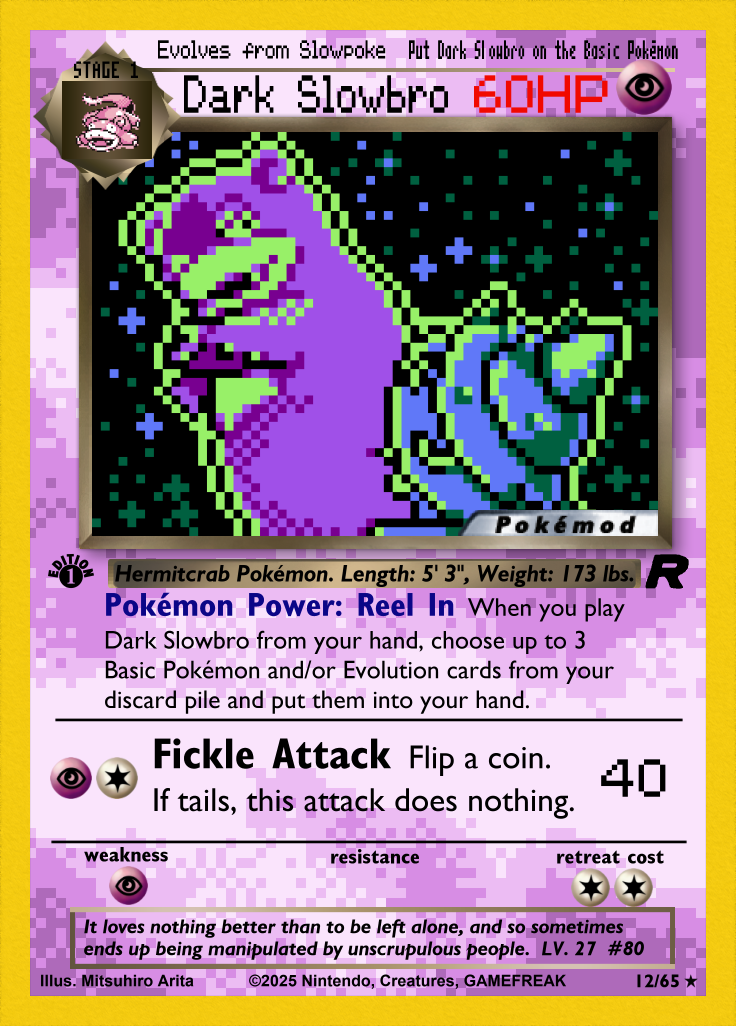 Evolves from Slowpoke Put Dark Slowbro on the Basic Pokémon
STAGE 1
Dark Slowbro 60HP
Pokémod
EDITION
1
Hermitcrab Pokémon. Length: 5' 3", Weight: 173 lbs.
R
Pokémon Power: Reel In When you play
Dark Slowbro from your hand, choose up to 3
Basic Pokémon and/or Evolution cards from your
discard pile and put them into your hand.
Fickle Attack Flip a coin.
If tails, this attack does nothing.
40
weakness resistance retreat cost
It loves nothing better than to be left alone, and so sometimes
ends up being manipulated by unscrupulous people. LV. 27 #80
Illus. Mitsuhiro Arita ©2025 Nintendo, Creatures, GAMEFREAK 12/65 ★